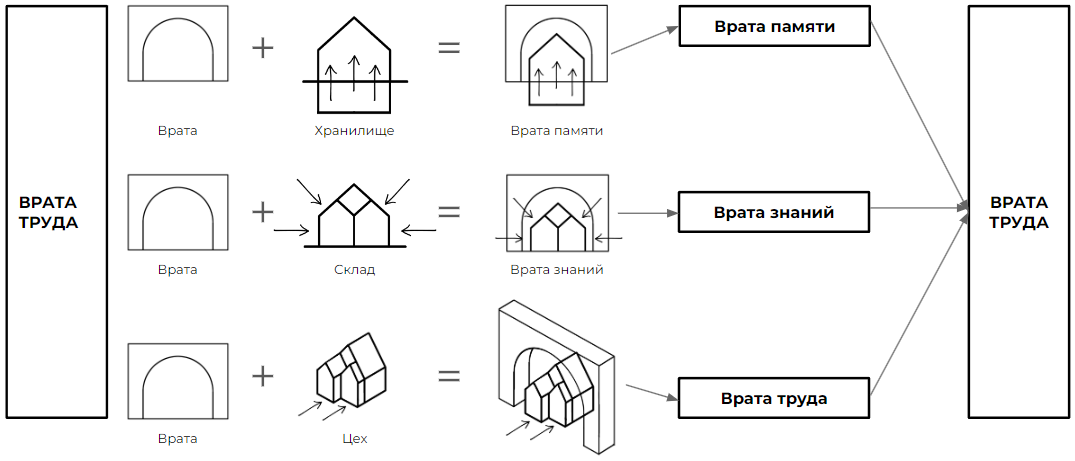 ВРАТА
ТРУДА
+
=
Врата
Хранилище
Врата памяти
Врата памяти
+
=
Врата
Склад
Врата знаний
Врата знаний
+
=
Врата
Цех
Врата труда
ВРАТА
ТРУДА